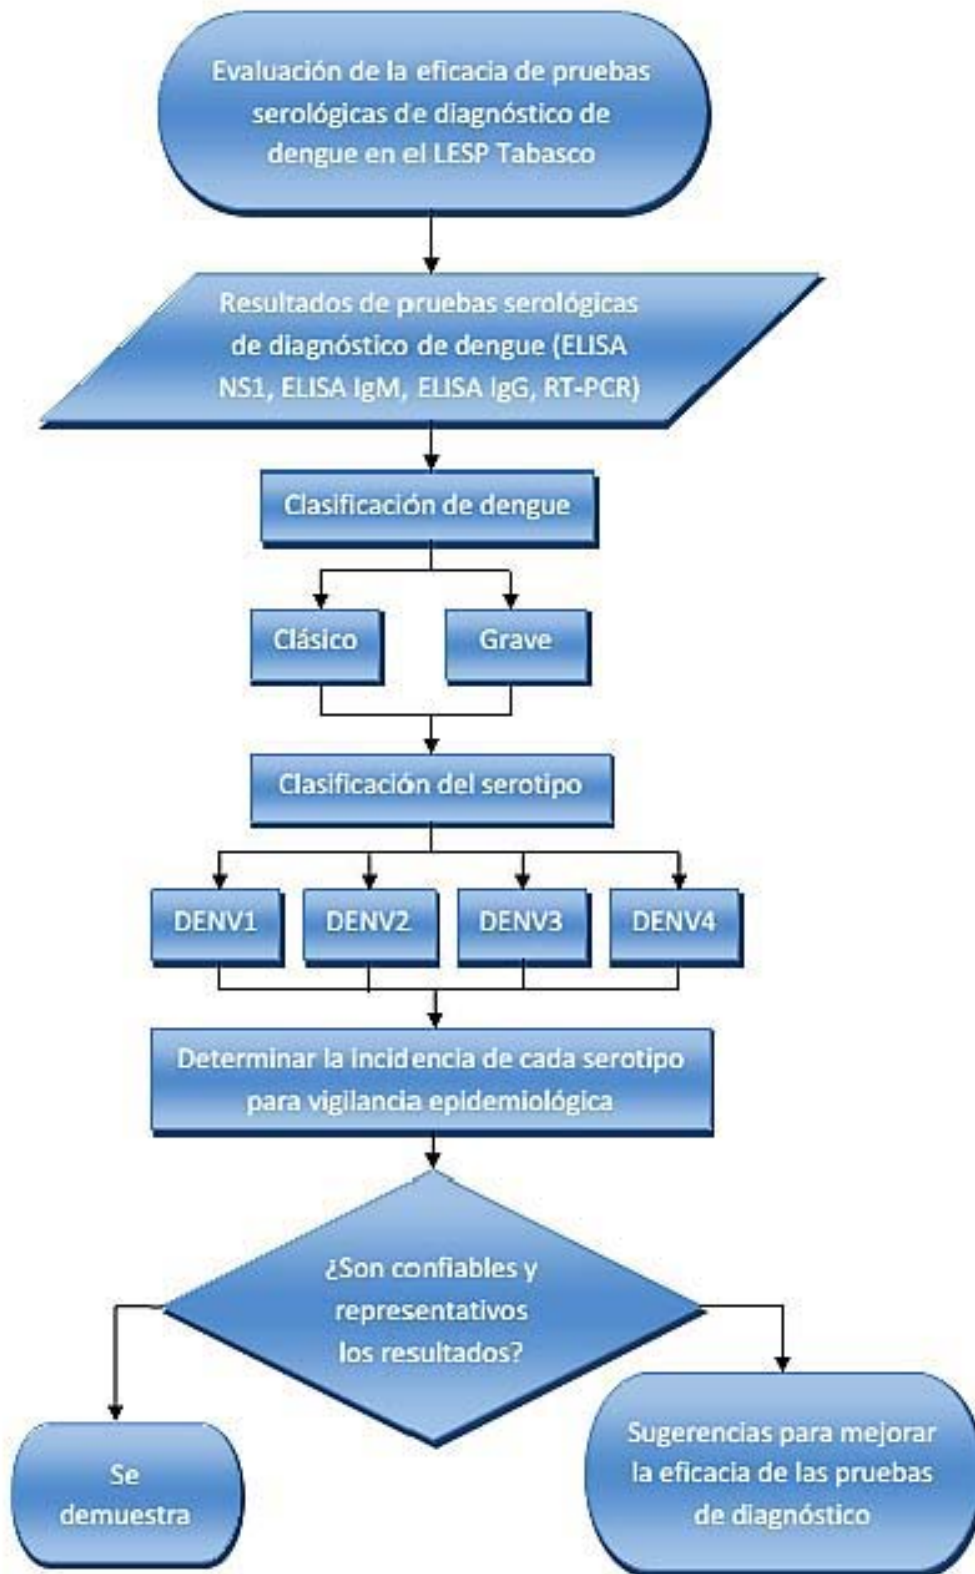 Evaluación de la eficacia de pruebas
serológicas de diagnóstico de
dengue en el LESP Tabasco
Resultados de pruebas serológicas
de diagnóstico de dengue (ELISA
NS1, ELISA IgM, ELISA IgG, RT-PCR)
Clasificación de dengue
Clásico
Grave
Clasificación del serotipo
DENV1
DENV2
DENV3
DENV4
Determinar la incidencia de cada serotipo
para vigilancia epidemiológica
¿Son confiables y
representativos
los resultados?
Se
demuestra
Sugerencias para mejorar
la eficacia de las pruebas
de diagnóstico